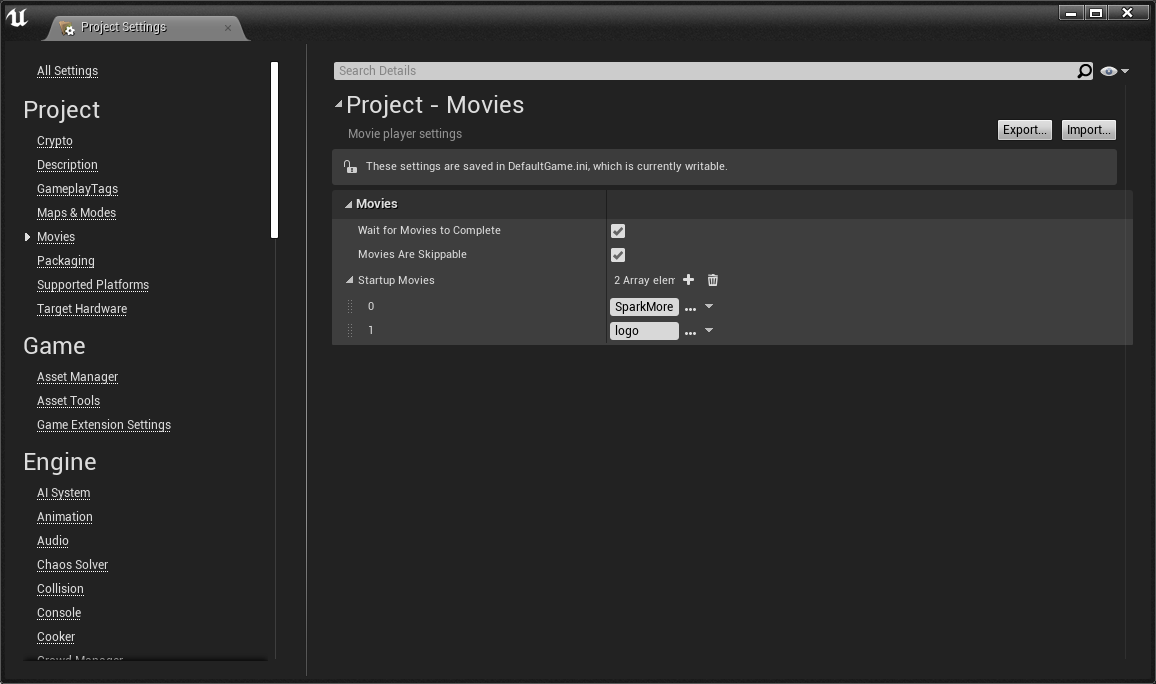 Project Settings
All Settings
Project
Crypto
Description
GameplayTags
Maps & Modes
Movies
Packaging
Supported Platforms
Target Hardware
Game
Asset Manager
Asset Tools
Game Extension Settings
Engine
AI System
Animation
Audio
Chaos Solver
Collision
Console
Cooker
Crowd Manager
Search Details
Project - Movies
Movie player settings
Export...
Import...
These settings are saved in DefaultGame.ini, which is currently writable.
Movies
Wait for Movies to Complete
Movies Are Skippable
Startup Movies
2 Array elem
0
SparkMore
...
1
logo
...